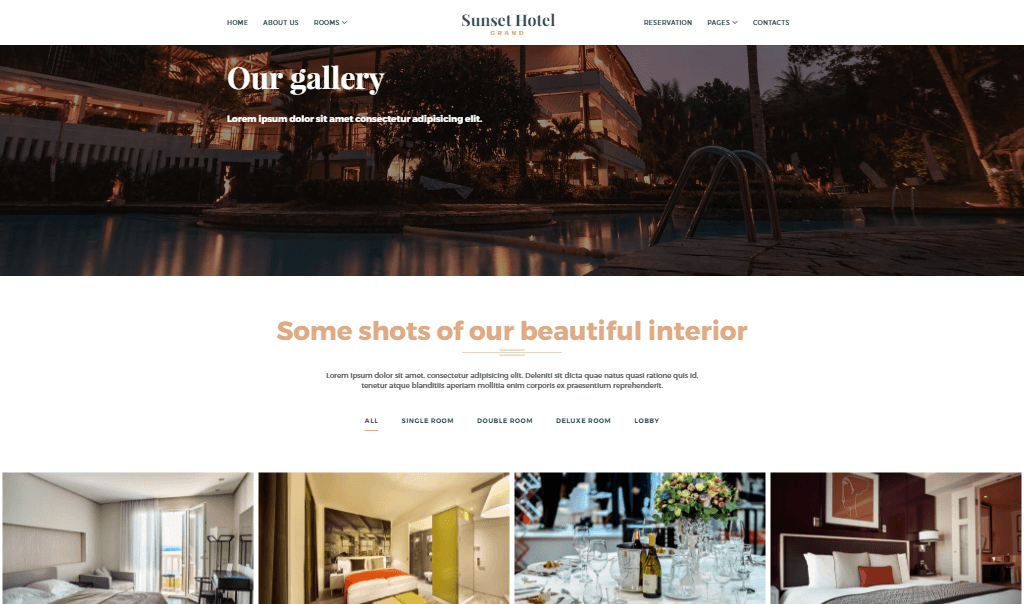 HOME ABOUT US ROOMS Sunset Hotel RESERVATION PAGES CONTACTS
GRAND
Our gallery
Lorem ipsum dolor sit amet consectetur adipisicing elit.
Some shots of our beautiful interior
Lorem ipsum dolor sit amet, consectetur adipisicing elit. Deleniti sit dicta quae natus quasi ratione quis id,
tenetur atque blanditiis aperiam mollitia enim corporis ex praesentium reprehenderit.
ALL SINGLE ROOM DOUBLE ROOM DELUXE ROOM LOBBY